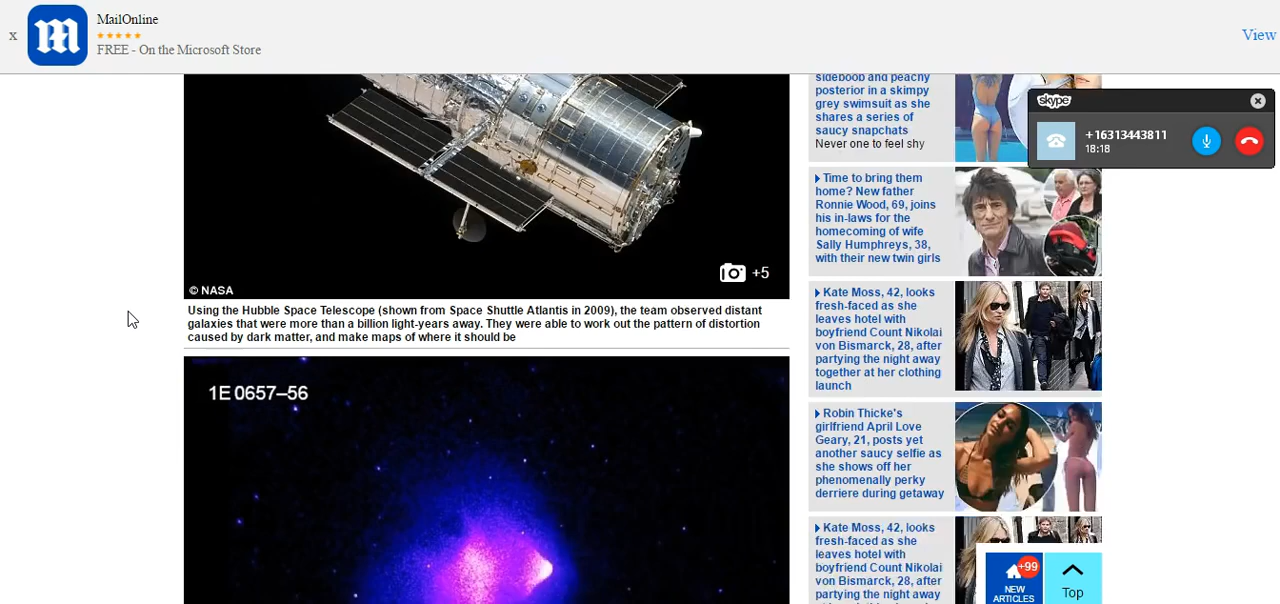 x
MailOnline
FREE - On the Microsoft Store
View
© NASA
+5
Using the Hubble Space Telescope (shown from Space Shuttle Atlantis in 2009), the team observed distant
galaxies that were more than a billion light-years away. They were able to work out the pattern of distortion
caused by dark matter, and make maps of where it should be
1E 0657–56
sideboob and peachy
posterior in a skimpy
grey swimsuit as she
shares a series of
saucy snapchats
Never one to feel shy
Time to bring them
home? New father
Ronnie Wood, 69, joins
his in-laws for the
homecoming of wife
Sally Humphreys, 38,
with their new twin girls
Kate Moss, 42, looks
fresh-faced as she
leaves hotel with
boyfriend Count Nikolai
von Bismarck, 28, after
partying the night away
together at her clothing
launch
Robin Thicke's
girlfriend April Love
Geary, 21, posts yet
another saucy selfie as
she shows off her
phenomenally perky
derriere during getaway
Kate Moss, 42, looks
fresh-faced as she
leaves hotel with
boyfriend Count Nikolai
von Bismarck, 28, after
partying the night away
skype
+16313443811
18:18
+99
NEW
ARTICLES
Top